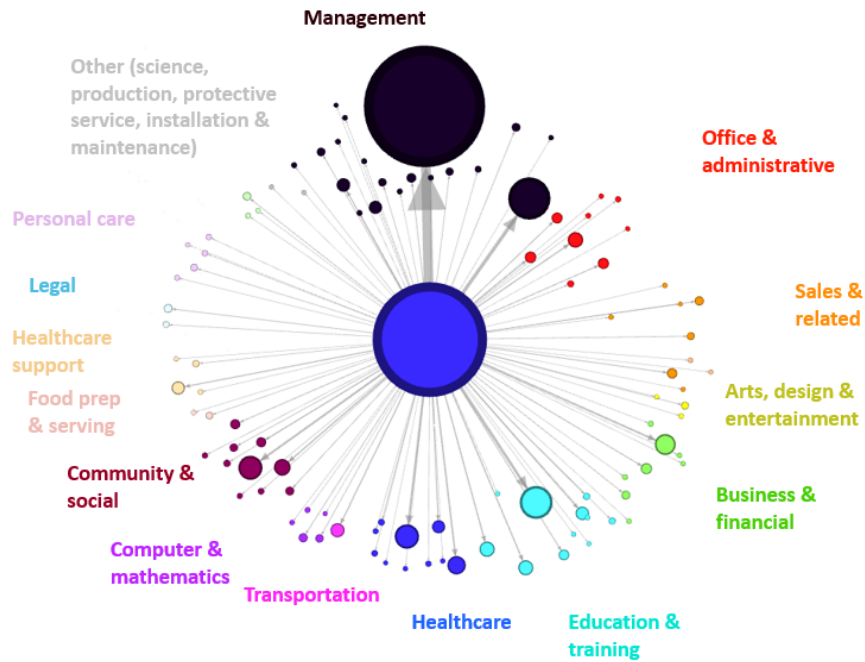 Management
Other (science,
production, protective
service, installation &
maintenance)
Office &
administrative
Personal care
Legal
Sales &
related
Healthcare
support
Food prep
& serving
Arts, design &
entertainment
Community &
social
Business &
financial
Computer &
mathematics
Transportation
Healthcare
Education &
training